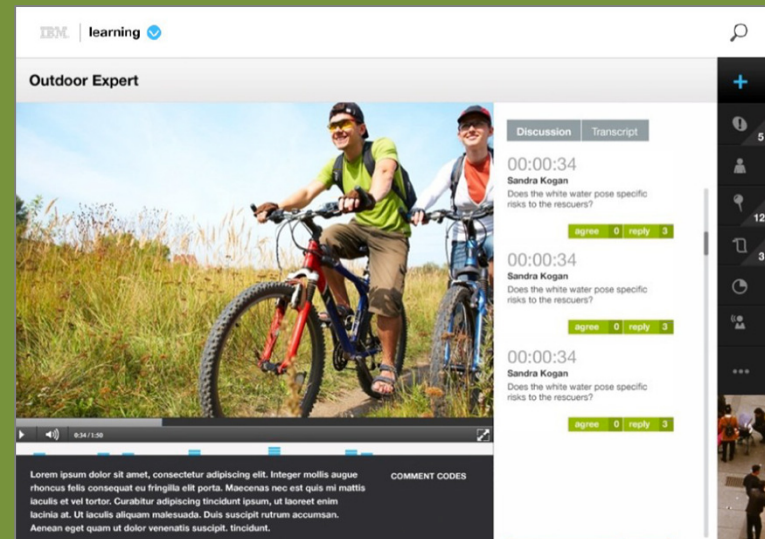 IBM. learning
Outdoor Expert
Discussion Transcript
00:00:34
Sandra Kogan
Does the white water pose specific
risks to the rescuers?
agree 0 reply 3
00:00:34
Sandra Kogan
Does the white water pose specific
risks to the rescuers?
agree 0 reply 3
00:00:34
Sandra Kogan
Does the white water pose specific
risks to the rescuers?
agree 0 reply 3
5
12
3
0:34 / 1:50
Lorem ipsum dolor sit amet, consectetur adipiscing elit. Integer mollis augue
rhoncus felis consequat eu fringilla elit porta. Maecenas nec est quis mi mattis
iaculis et vel tortor. Curabitur adipiscing tincidunt ipsum, ut laoreet enim
lacinia at. Ut iaculis aliquam malesuada. Duis suscipit rutrum accumsan.
Aenean eget quam ut dolor venenatis suscipit. tincidunt.
COMMENT CODES